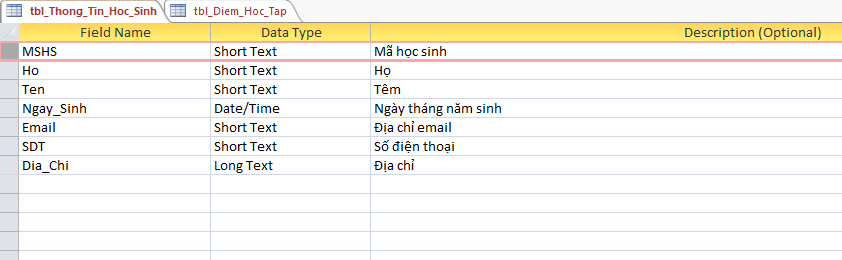 tbl_Thong_Tin_Hoc_Sinh tbl_Diem_Hoc_Tap
Field Name Data Type Description (Optional)
MSHS Short Text Mã học sinh
Ho Short Text Họ
Ten Short Text Têm
Ngay_Sinh Date/Time Ngày tháng năm sinh
Email Short Text Địa chỉ email
SDT Short Text Số điện thoại
Dia_Chi Long Text Địa chỉ